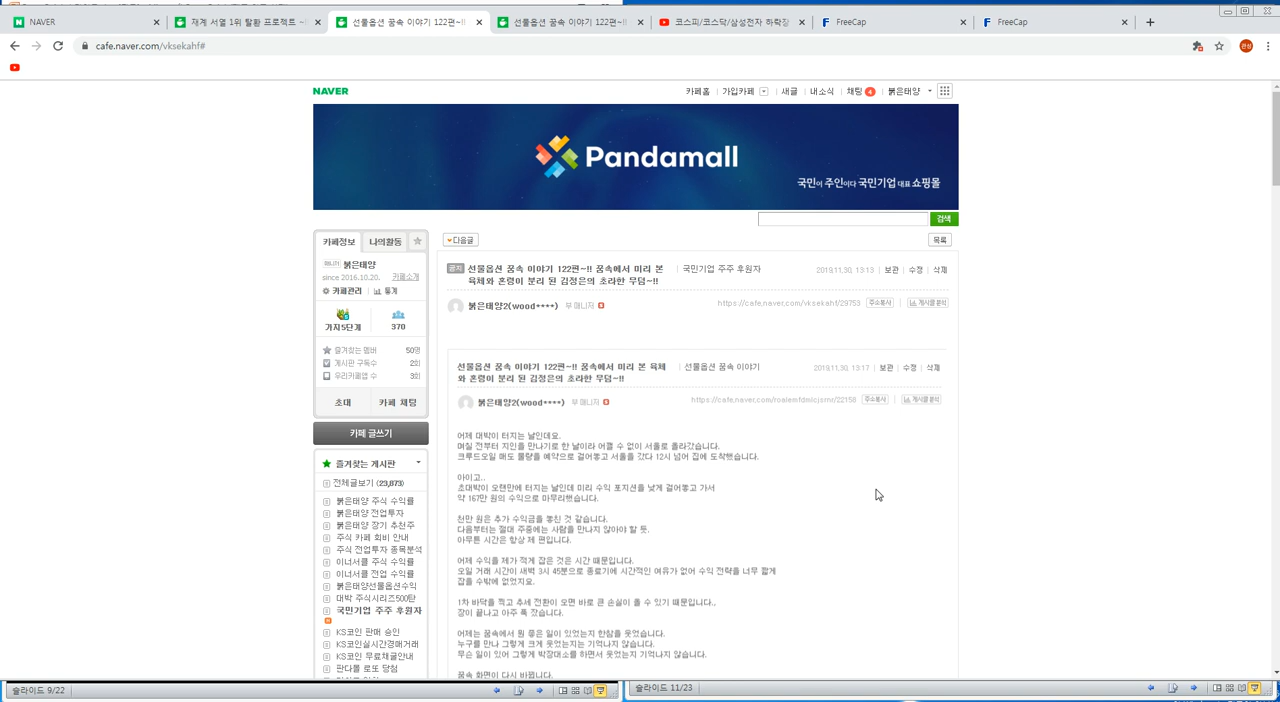 NAVER
재계 서열 1위 탈환 프로젝트 ~
선물옵션 꿈속 이야기 122편~!!
선물옵션 꿈속 이야기 122편~!!
코스피/코스닥/삼성전자 하락장
FreeCap
FreeCap
cafe.naver.com/vksekahf#
NAVER
카페홈 가입카페 새글 내소식 채팅 4 붉은태양
Pandamall
국민이 주인이다 국민기업 대표 쇼핑몰
검색
카페정보 나의활동
다음글 목록
매니저 붉은태양
since 2016.10.20. 카페소개
카페관리 통계
가지5단계 370
즐겨찾는 멤버 50명
게시판 구독수 2회
우리카페앱 수 3회
초대 카페 채팅
카페 글쓰기
즐겨찾는 게시판
전체글보기 (23,873)
붉은태양 주식 수익률
붉은태양 전업투자
붉은태양 장기 추천주
주식 카페 회비 안내
주식 전업투자 종목분석
이너서클 주식 수익률
이너서클 전업 수익률
붉은태양선물옵션수익
대박 주식시리즈500탄
국민기업 주주 후원자
KS코인 판매 승인
KS코인실시간경매거래
KS코인 무료채굴안내
판다몰 로또 당첨
공지 선물옵션 꿈속 이야기 122편~!! 꿈속에서 미리 본 국민기업 주주 후원자 2019.11.30. 13:13 보관 수정 삭제
육체와 혼령이 분리 된 김정은의 초라한 무덤~!!
붉은태양2(wood****) 부매니저 https://cafe.naver.com/vksekahf/29753 주소복사 게시글 분석
선물옵션 꿈속 이야기 122편~!! 꿈속에서 미리 본 육체 선물옵션 꿈속 이야기 2019.11.30. 13:17 보관 수정 삭제
와 혼령이 분리 된 김정은의 초라한 무덤~!!
붉은태양2(wood****) 부매니저 https://cafe.naver.com/roalemfdmlcjsrnr/22158 주소복사 게시글 분석
어제 대박이 터지는 날인데요.
며칠 전부터 지인를 만나기로 한 날이라 어쩔 수 없이 서울로 올라갔습니다.
크루드오일 매도 물량을 예약으로 걸어놓고 서울을 갔다 12시 넘어 집에 도착했습니다.
아이고..
초대박이 오랜만에 터지는 날인데 미리 수익 포지션을 낮게 걸어놓고 가서
약 167만 원의 수익으로 마무리했습니다.
천만 원은 추가 수익금를 놓친 것 같습니다.
다음부터는 절대 주중에는 사람를 만나지 않아야 할 듯.
아무튼 시간은 항상 제 편입니다.
어제 수익를 제가 적게 잡은 것은 시간 때문입니다.
오일 거래 시간이 새벽 3시 45분으로 종료기에 시간적인 여유가 없어 수익 전략을 너무 짧게
잡을 수밖에 없었지요.
1차 바닥을 찍고 추세 전환이 오면 바로 큰 손실이 올 수 있기 때문입니다..
장이 끝나고 아주 푹 잤습니다.
어제는 꿈속에서 뭔 좋은 일이 있었는지 한참를 웃었습니다.
누구를 만나 그렇게 크게 웃었는지는 기억나지 않습니다.
무슨 일이 있어 그렇게 박장대소를 하면서 웃었는지 기억나지 않습니다.
꿈속 화면이 다시 바뀝니다.
슬라이드 9/22 슬라이드 11/23